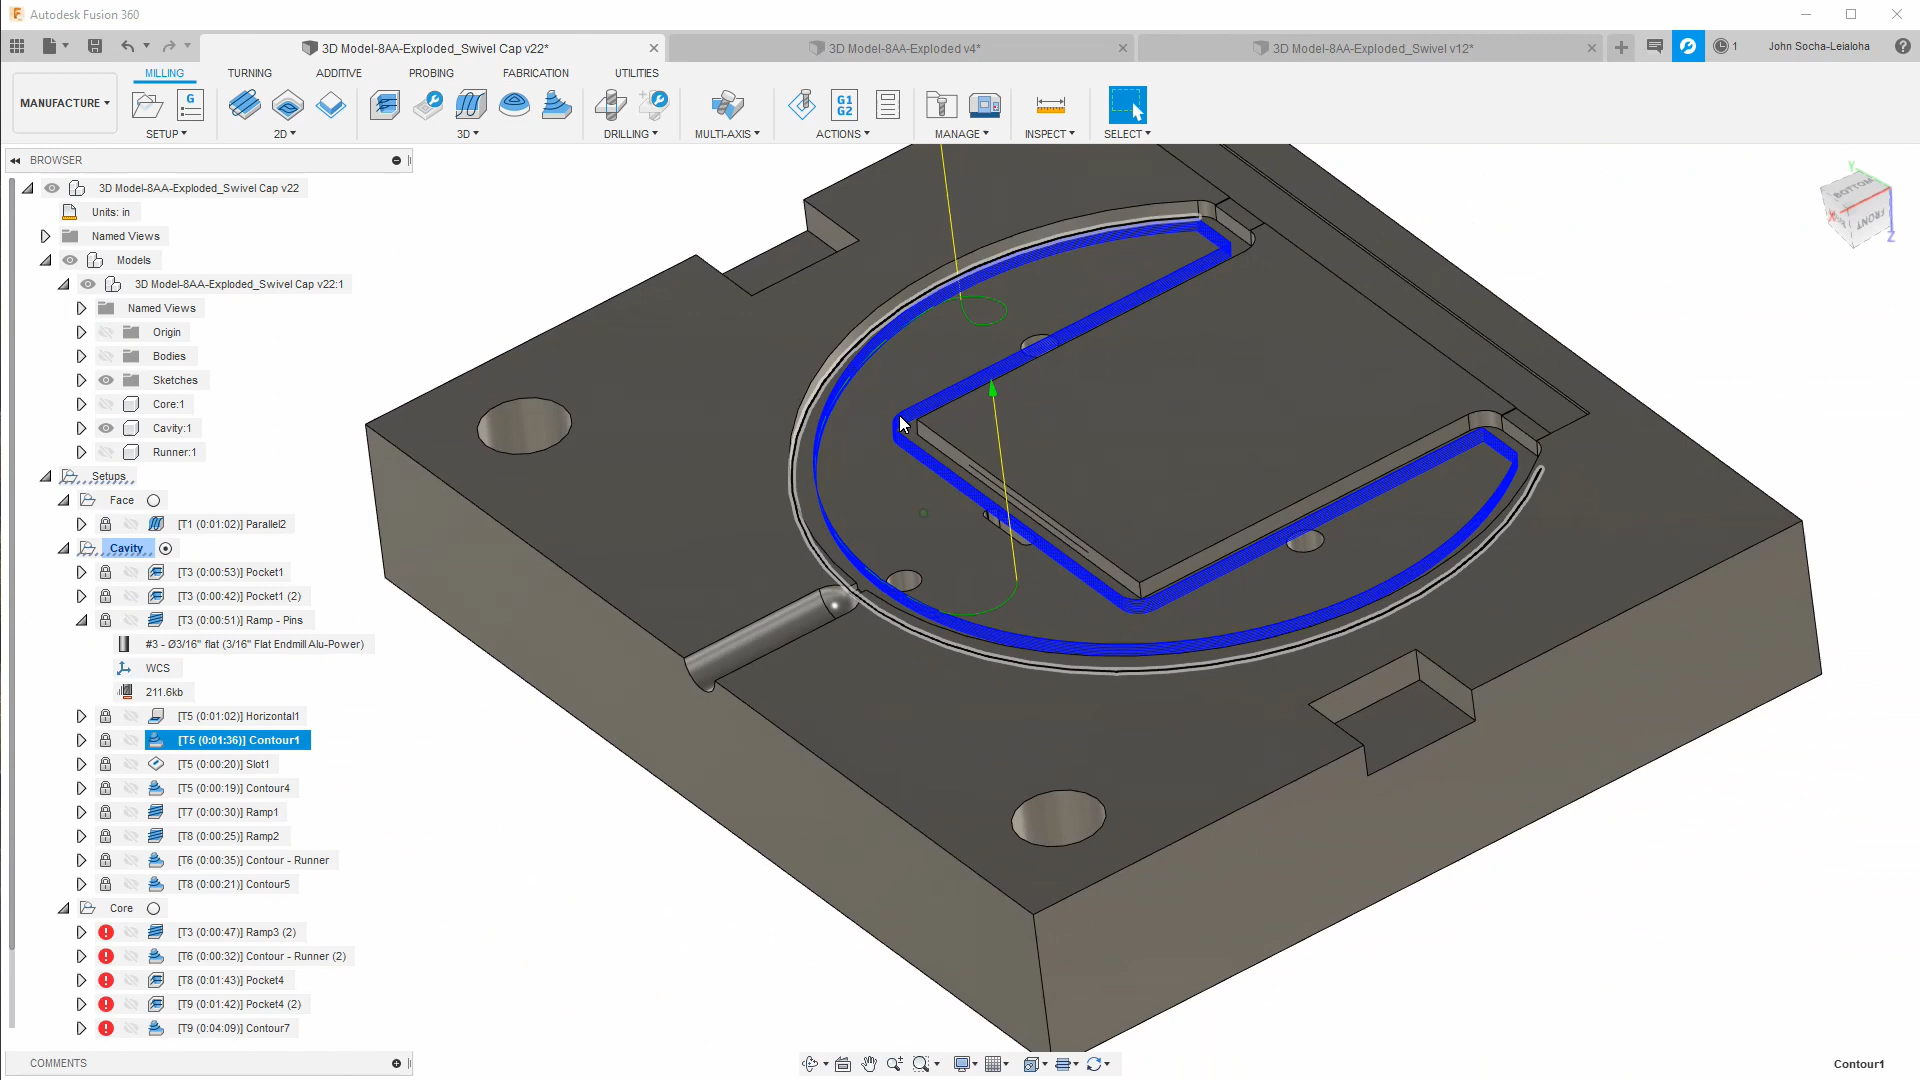 Autodesk Fusion 360
3D Model-8AA-Exploded_Swivel Cap v22*
3D Model-8AA-Exploded v4*
3D Model-8AA-Exploded_Swivel v12*
1
John Socha-Leialoha
MANUFACTURE
MILLING
TURNING
ADDITIVE
PROBING
FABRICATION
UTILITIES
G
G1
G2
SETUP
2D
3D
DRILLING
MULTI-AXIS
ACTIONS
MANAGE
INSPECT
SELECT
BROWSER
3D Model-8AA-Exploded_Swivel Cap v22
Units: in
Named Views
Models
3D Model-8AA-Exploded_Swivel Cap v22:1
Named Views
Origin
Bodies
Sketches
Core:1
Cavity:1
Runner:1
Setups
Face
[T1 (0:01:02)] Parallel2
Cavity
[T3 (0:00:53)] Pocket1
[T3 (0:00:42)] Pocket1 (2)
[T3 (0:00:51)] Ramp - Pins
#3 - Ø3/16" flat (3/16" Flat Endmill Alu-Power)
WCS
211.6kb
[T5 (0:01:02)] Horizontal1
[T5 (0:01:36)] Contour1
[T5 (0:00:20)] Slot1
[T5 (0:00:19)] Contour4
[T7 (0:00:30)] Ramp1
[T8 (0:00:25)] Ramp2
[T6 (0:00:35)] Contour - Runner
[T8 (0:00:21)] Contour5
Core
[T3 (0:00:47)] Ramp3 (2)
[T6 (0:00:32)] Contour - Runner (2)
[T8 (0:01:43)] Pocket4
[T9 (0:01:42)] Pocket4 (2)
[T9 (0:04:09)] Contour7
COMMENTS
Y
BOTTOM
FRONT
X
Z
Contour1